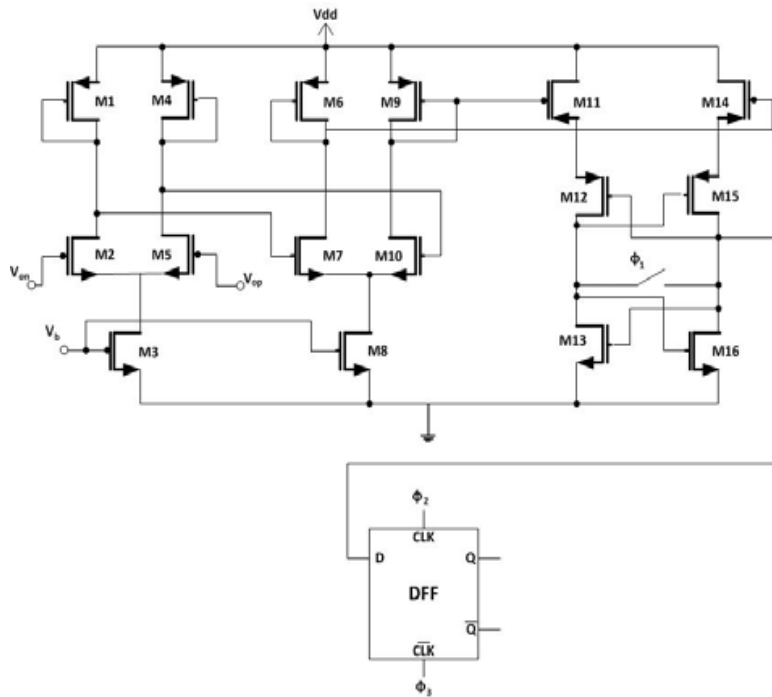 Vdd
M1 M4 M6 M9 M11 M14
M12 M15
M2 M5 M7 M10 ϕ1
Von Vop
Vb M3 M8 M13 M16
ϕ2
CLK
D Q
DFF
Q̅
C̅L̅K̅
ϕ3